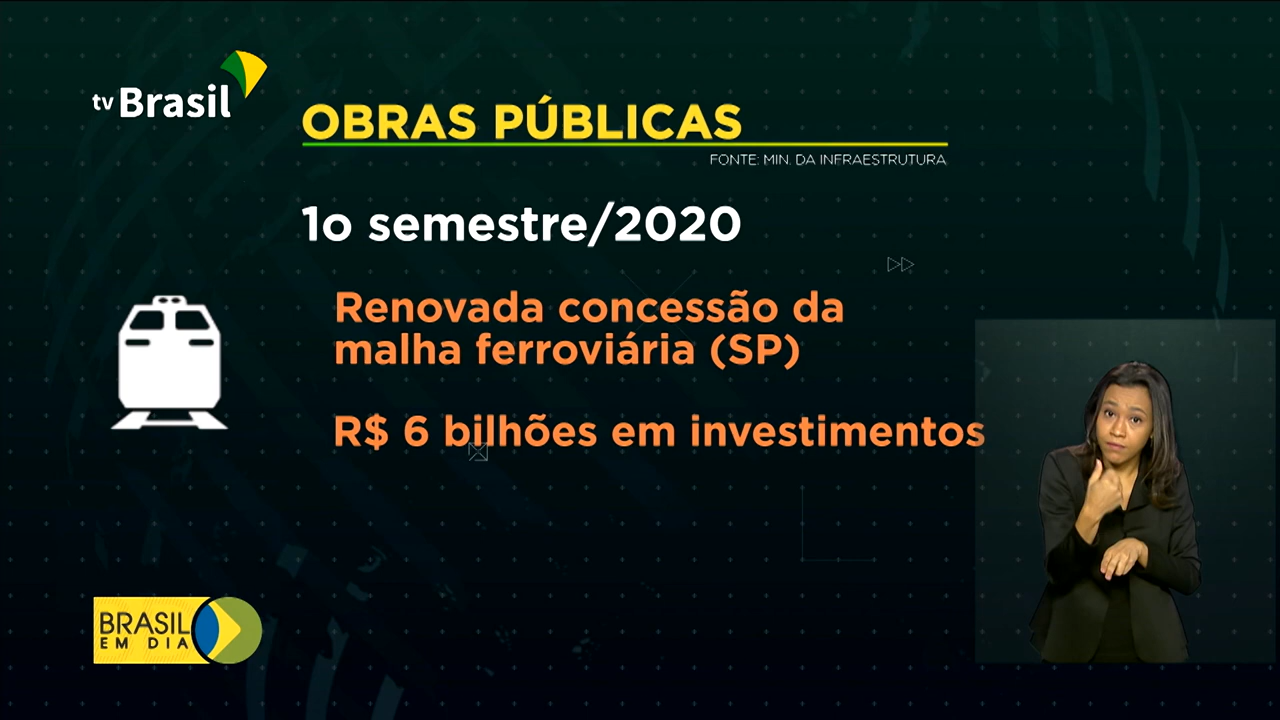 tv Brasil
OBRAS PÚBLICAS
FONTE: MIN. DA INFRAESTRUTURA
1o semestre/2020
Renovada concessão da
malha ferroviária (SP)
R$ 6 bilhões em investimentos
BRASIL
EM DIA